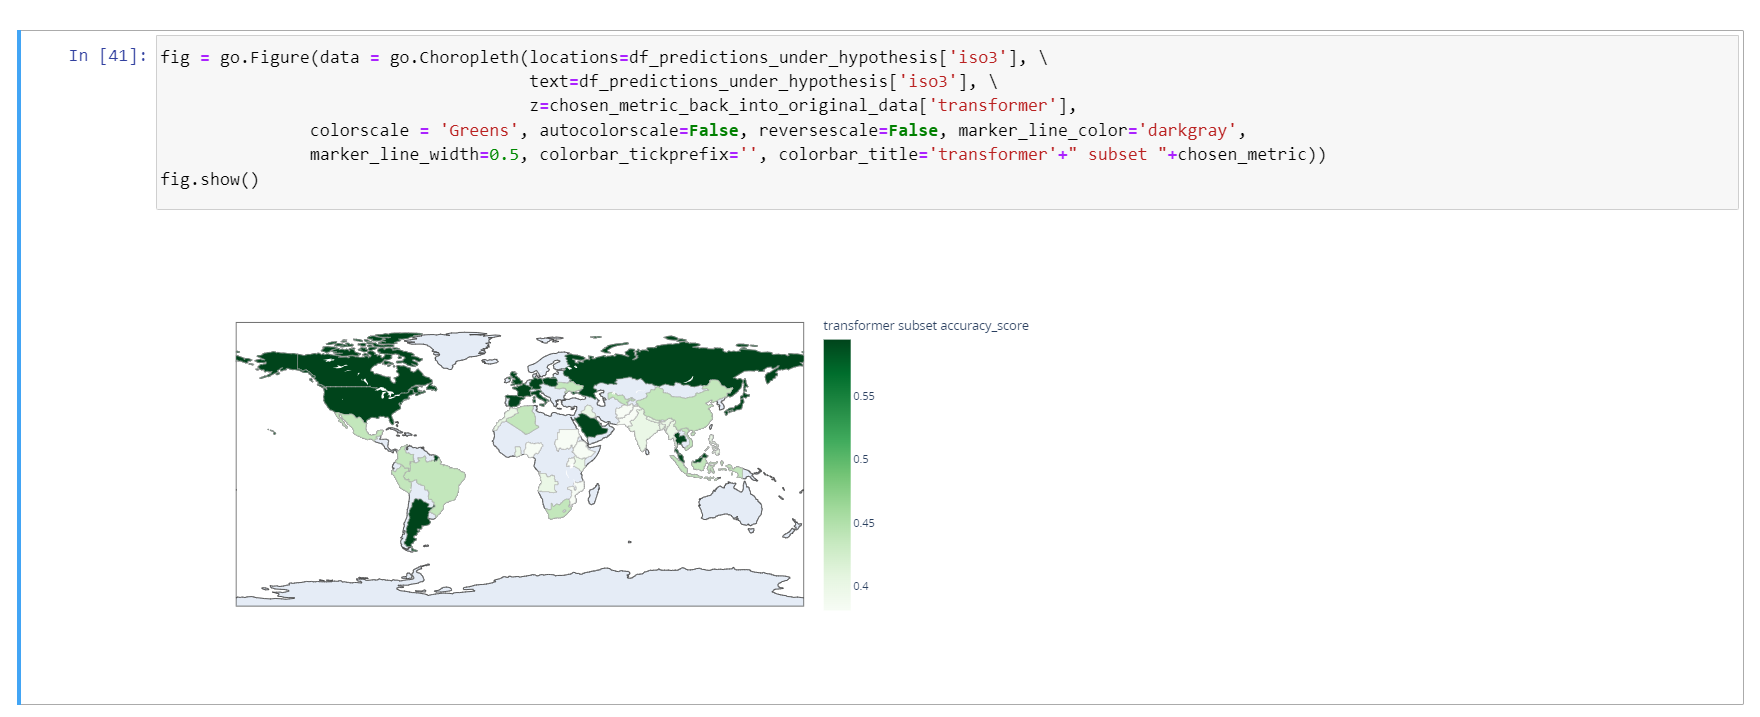 In [41]: fig = go.Figure(data = go.Choropleth(locations=df_predictions_under_hypothesis['iso3'], \
text=df_predictions_under_hypothesis['iso3'], \
z=chosen_metric_back_into_original_data['transformer'],
colorscale = 'Greens', autocolorscale=False, reversescale=False, marker_line_color='darkgray',
marker_line_width=0.5, colorbar_tickprefix='', colorbar_title='transformer'+" subset "+chosen_metric))
fig.show()
transformer subset accuracy_score
0.55
0.5
0.45
0.4